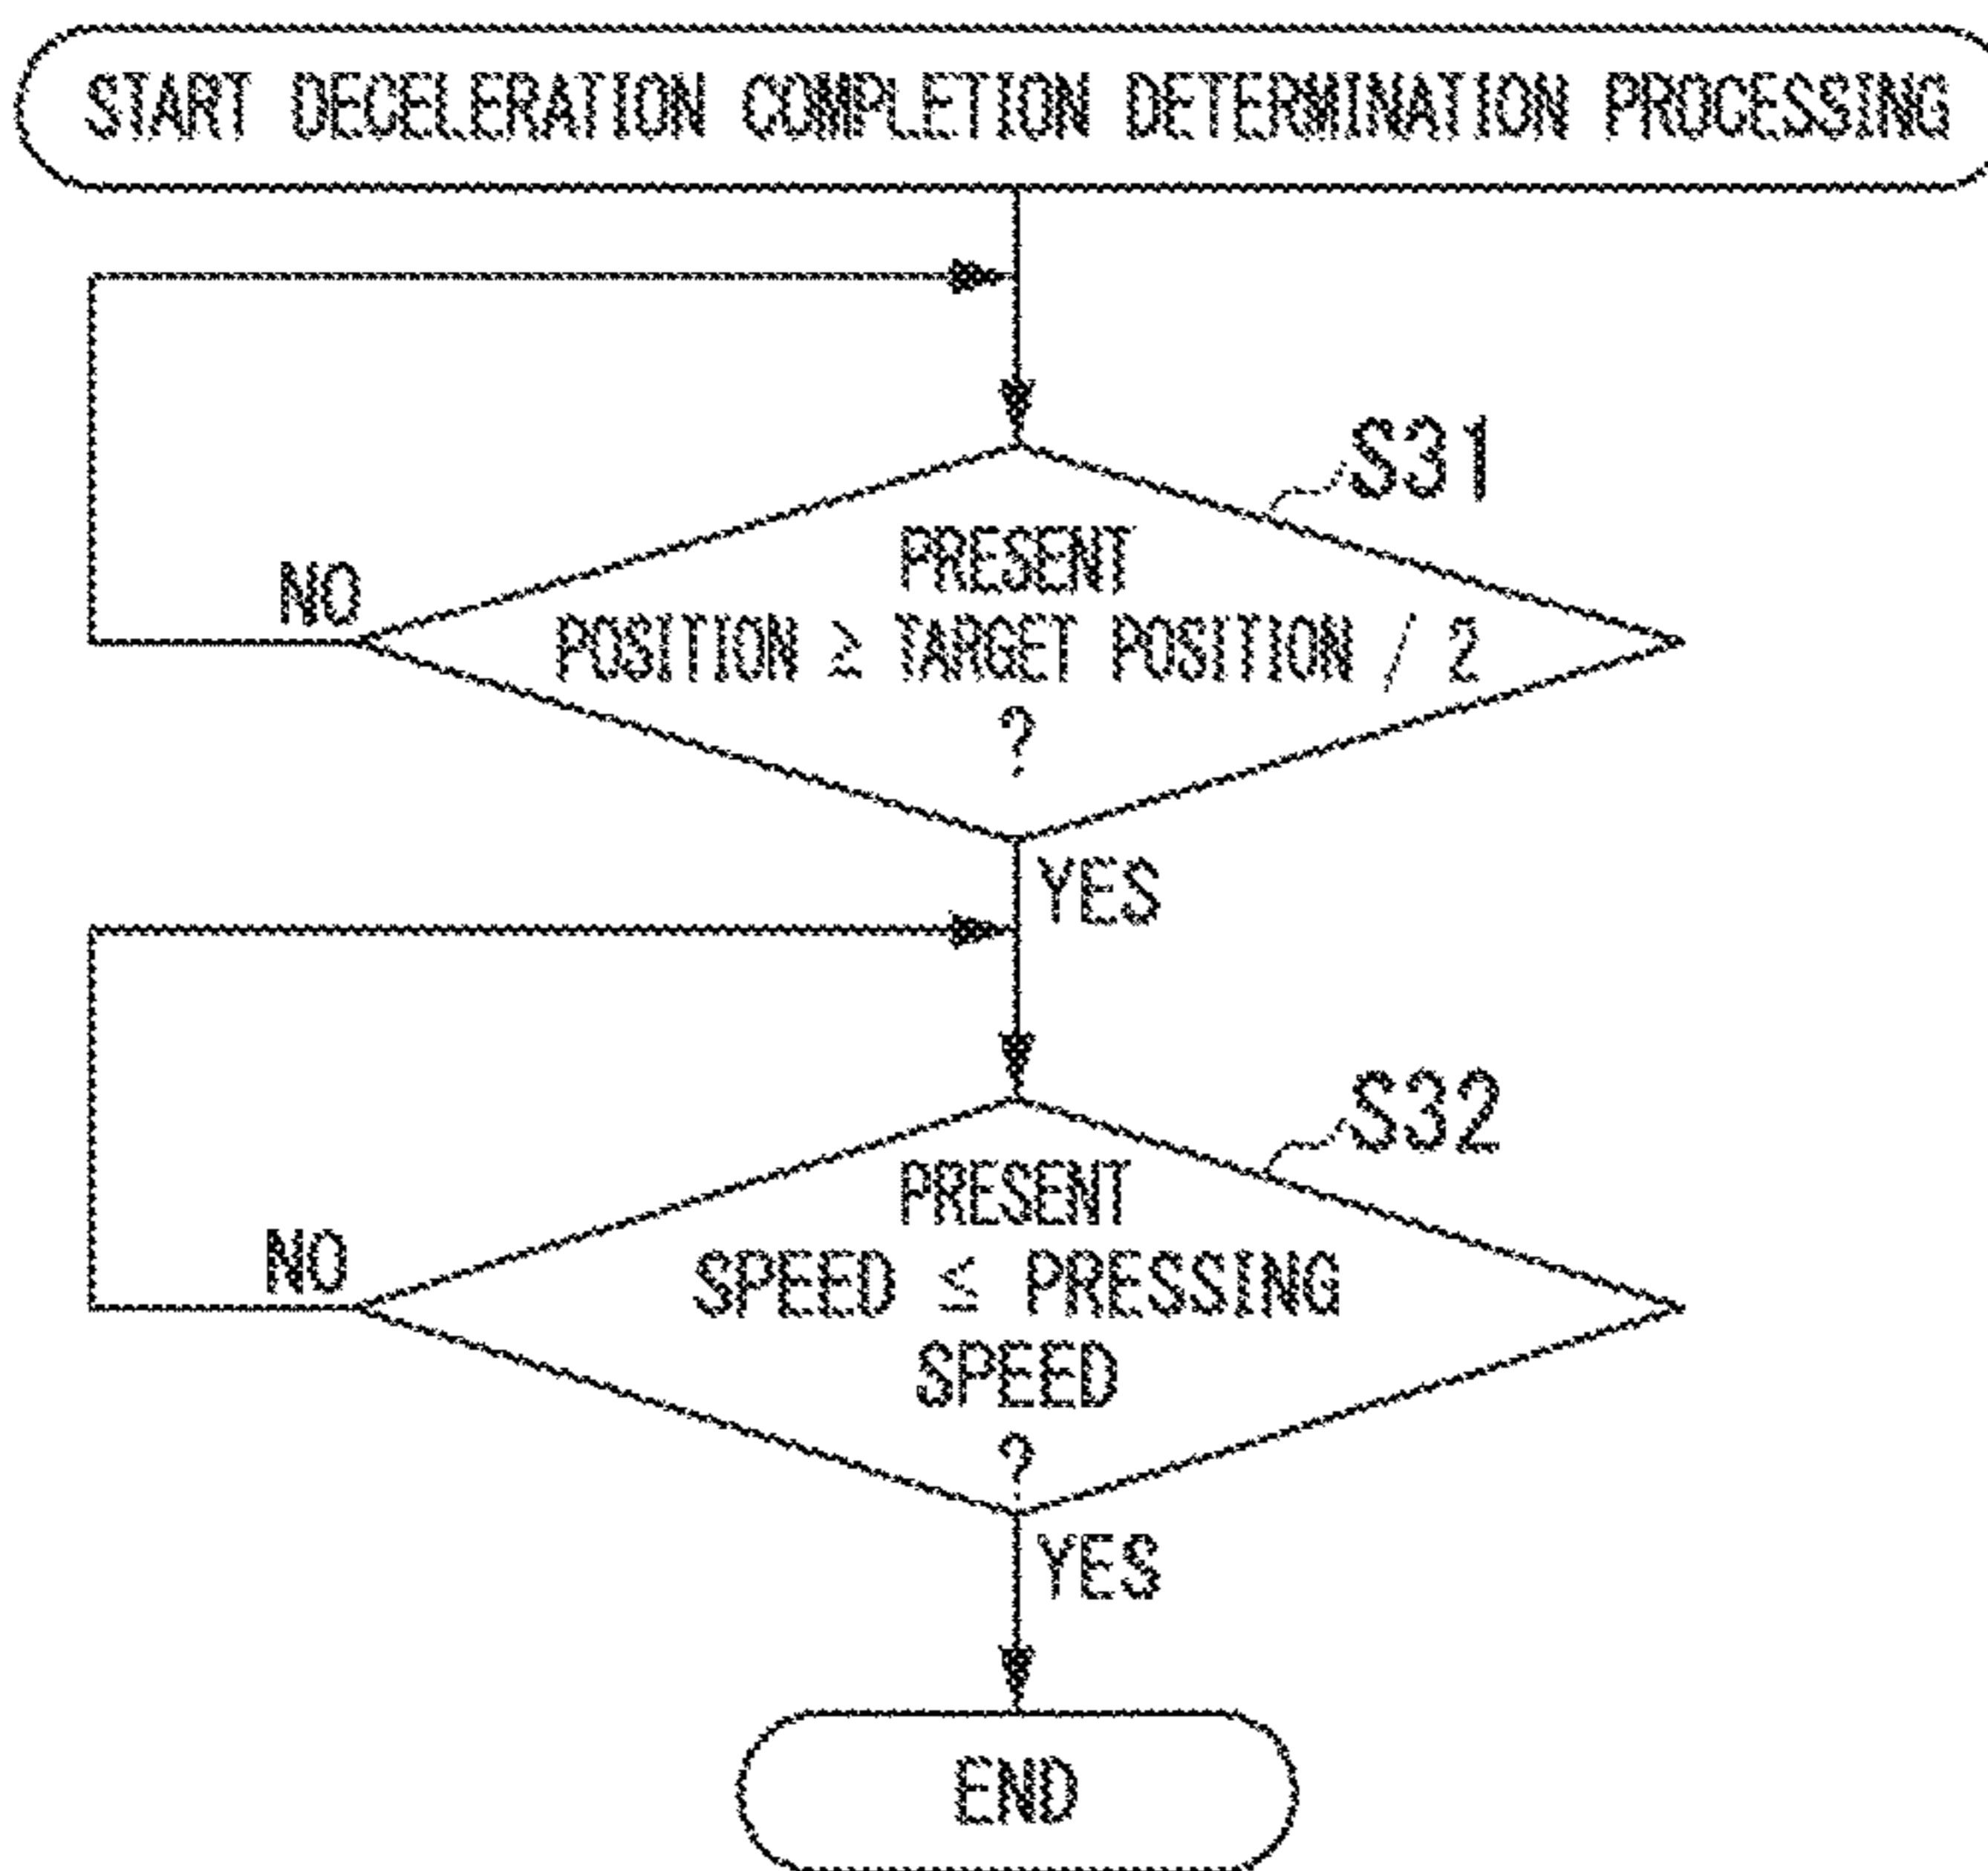 START DECELERATION COMPLETION DETERMINATION PROCESSING
S31
PRESENT
NO
POSITION ≥ TARGET POSITION / 2
?
YES
S32
PRESENT
NO
SPEED ≤ PRESSING
SPEED
?
YES
END